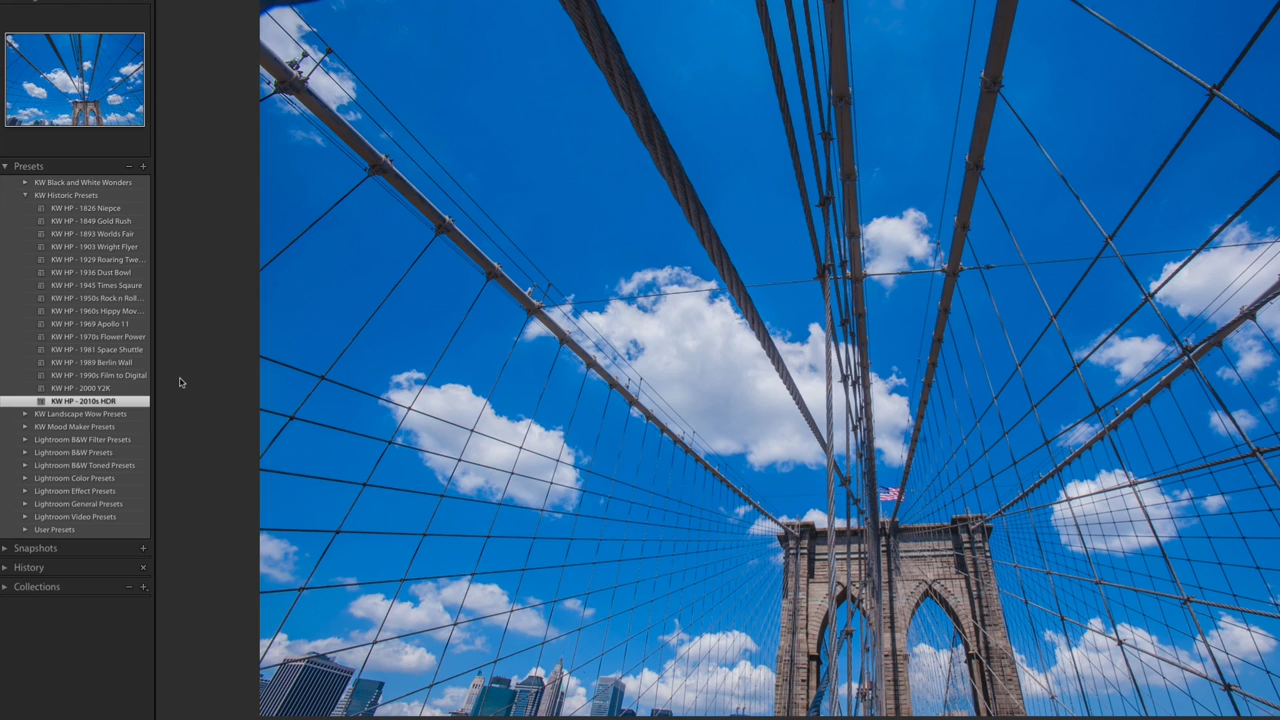 Presets
KW Black and White Wonders
KW Historic Presets
KW HP - 1826 Niepce
KW HP - 1849 Gold Rush
KW HP - 1893 Worlds Fair
KW HP - 1903 Wright Flyer
KW HP - 1929 Roaring Twe...
KW HP - 1936 Dust Bowl
KW HP - 1945 Times Sqaure
KW HP - 1950s Rock n Roll...
KW HP - 1960s Hippy Mov...
KW HP - 1969 Apollo 11
KW HP - 1970s Flower Power
KW HP - 1981 Space Shuttle
KW HP - 1989 Berlin Wall
KW HP - 1990s Film to Digital
KW HP - 2000 Y2K
KW HP - 2010s HDR
KW Landscape Wow Presets
KW Mood Maker Presets
Lightroom B&W Filter Presets
Lightroom B&W Presets
Lightroom B&W Toned Presets
Lightroom Color Presets
Lightroom Effect Presets
Lightroom General Presets
Lightroom Video Presets
User Presets
Snapshots
History
Collections